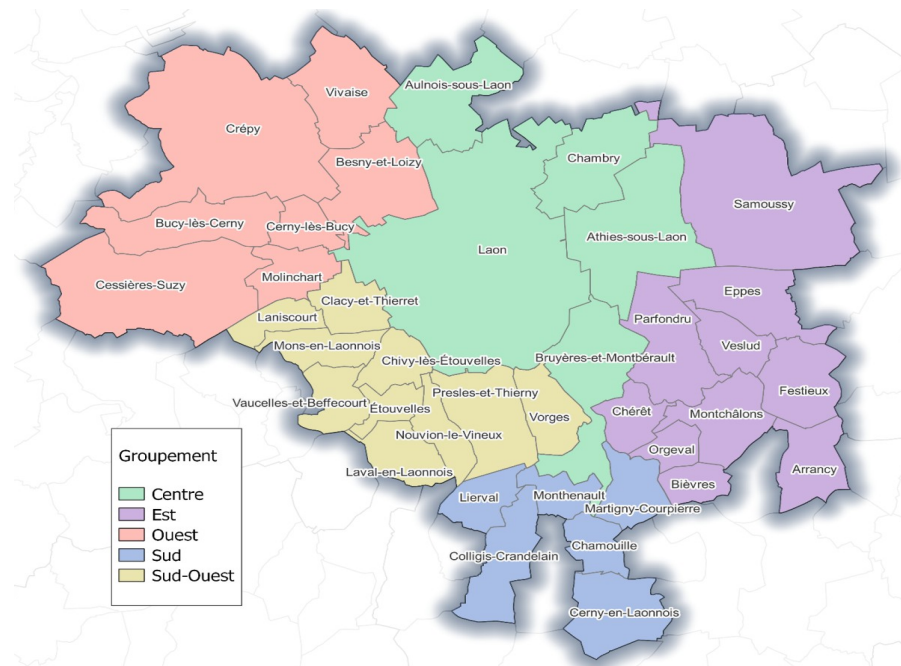 Aulnois-sous-Laon
Vivaise
Crépy
Besny-et-Loizy
Chambry
Samoussy
Bucy-lès-Cerny
Cerny-lès-Bucy
Athies-sous-Laon
Laon
Molinchart
Cessières-Suzy
Eppes
Clacy-et-Thierret
Laniscourt
Parfondru
Mons-en-Laonnois
Veslud
Chivy-lès-Étouvelles
Bruyères-et-Montbérault
Festieux
Presles-et-Thierny
Vaucelles-et-Beffecourt
Étouvelles
Chérêt
Montchâlons
Vorges
Nouvion-le-Vineux
Orgeval
Laval-en-Laonnois
Arrancy
Bièvres
Lierval
Monthenault
Martigny-Courpierre
Chamouille
Colligis-Crandelain
Cerny-en-Laonnois
Groupement
Centre
Est
Ouest
Sud
Sud-Ouest